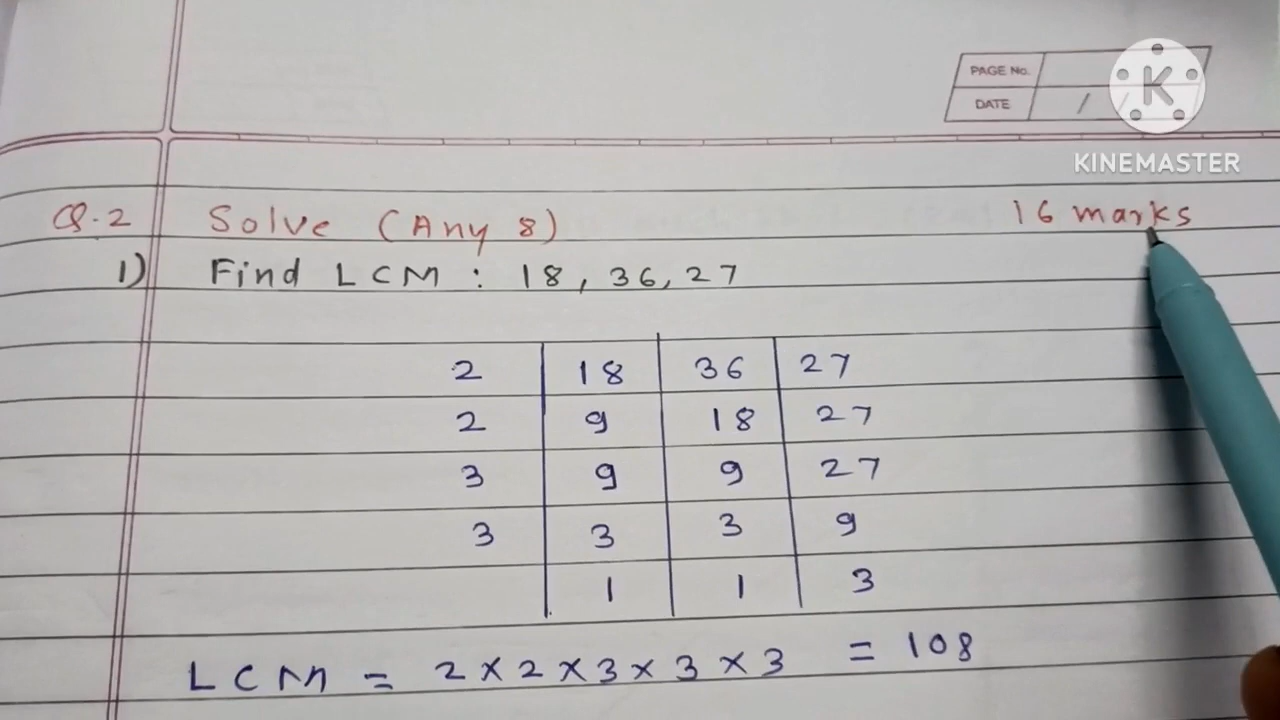 PAGE No.
DATE / /
K
KINEMASTER
Q.2 Solve (Any 8) 16 marks
1) Find LCM : 18, 36, 27
2 18 36 27
2 9 18 27
3 9 9 27
3 3 3 9
1 1 3
LCM = 2 × 2 × 3 × 3 × 3 = 108